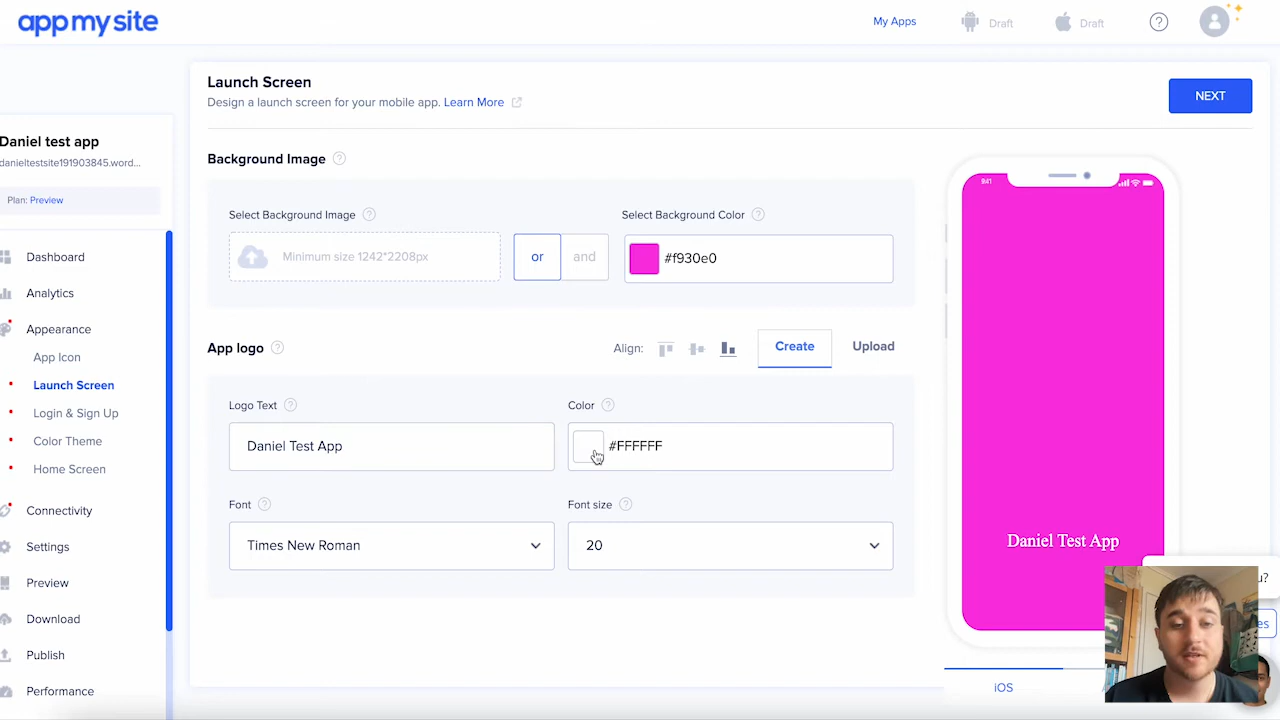 appmysite
My Apps
Draft
Draft
?
Launch Screen
Design a launch screen for your mobile app. Learn More
NEXT
Daniel test app
danieltestsite191903845.word...
Plan: Preview
Dashboard
Analytics
Appearance
App Icon
Launch Screen
Login & Sign Up
Color Theme
Home Screen
Connectivity
Settings
Preview
Download
Publish
Performance
Background Image ?
Select Background Image ?
Minimum size 1242*2208px
or
and
Select Background Color ?
#f930e0
App logo ?
Align:
Create
Upload
Logo Text ?
Daniel Test App
Color ?
#FFFFFF
Font ?
Times New Roman
Font size ?
20
9:41
Daniel Test App
iOS